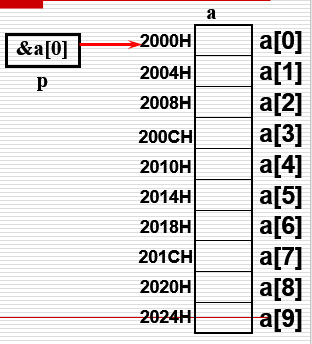 a
&a[0]
p
2000H a[0]
2004H a[1]
2008H a[2]
200CH a[3]
2010H a[4]
2014H a[5]
2018H a[6]
201CH a[7]
2020H a[8]
2024H a[9]